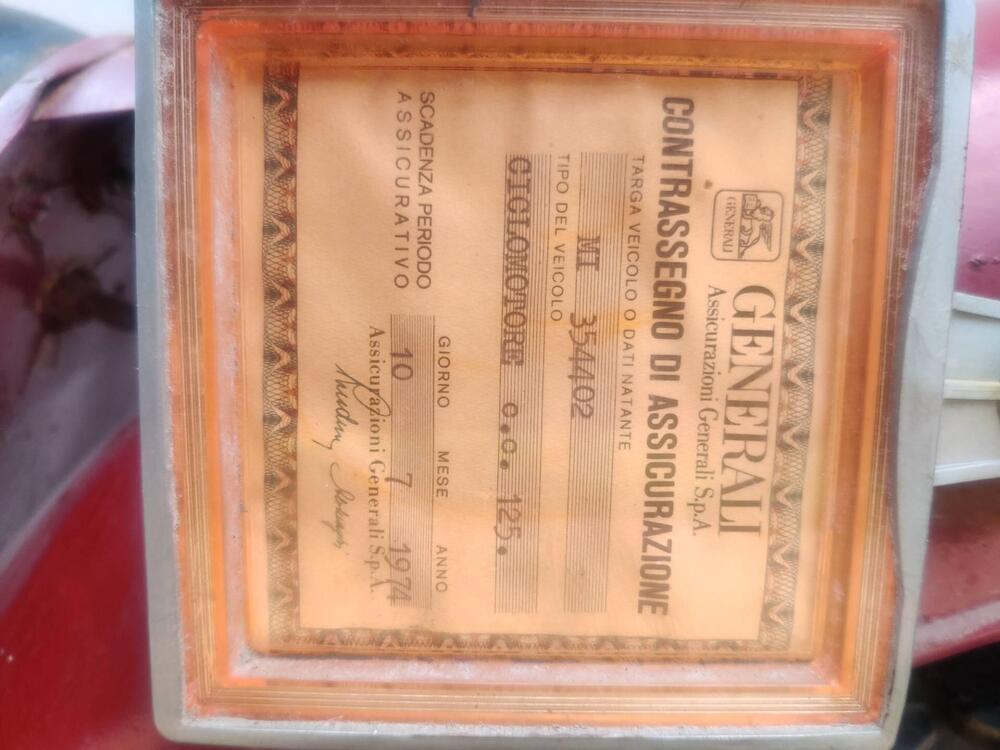 GENERALI
GENERALI
Assicurazioni Generali S.p.A.
CONTRASSEGNO DI ASSICURAZIONE
TARGA VEICOLO O DATI NATANTE
MI 354402
TIPO DEL VEICOLO
CICLOMOTORE c.c. 125.
SCADENZA PERIODO
ASSICURATIVO
GIORNO MESE ANNO
10 7 1974
Assicurazioni Generali S.p.A.